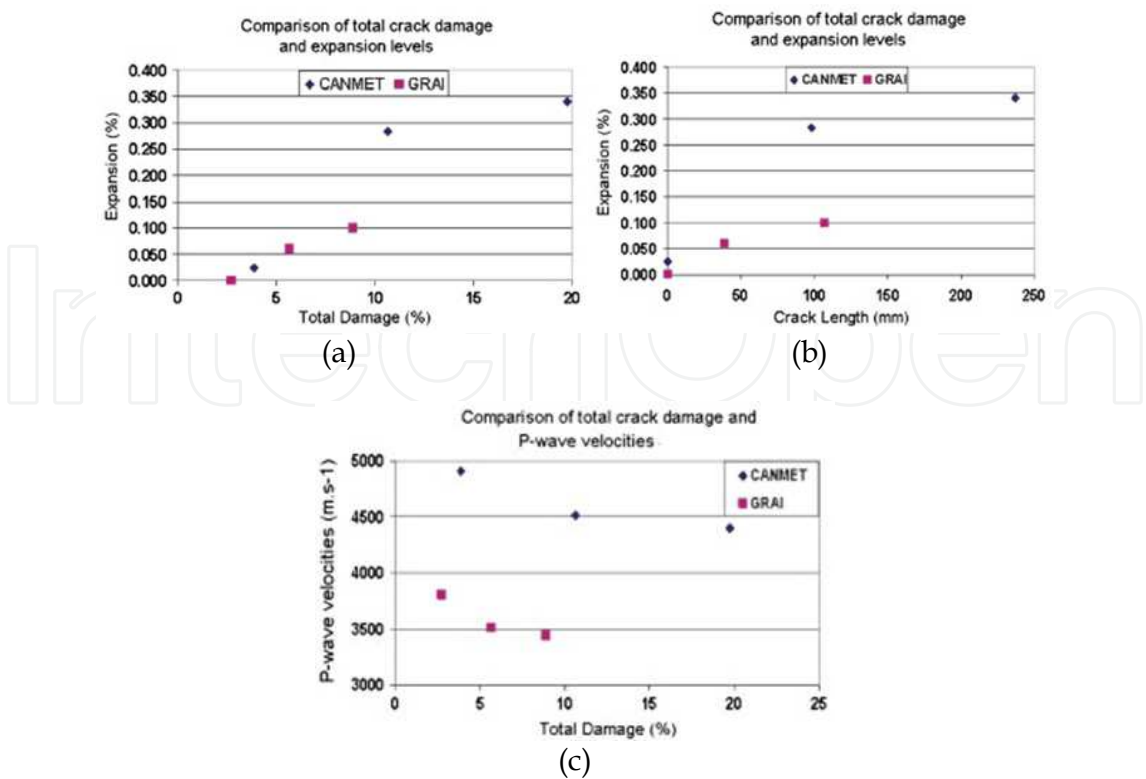 Comparison of total crack damage
and expansion levels
CANMET GRAI
Expansion (%)
0.400
0.350
0.300
0.250
0.200
0.150
0.100
0.050
0.000
0 5 10 15 20
Total Damage (%)
(a)
Comparison of total crack damage
and expansion levels
CANMET GRAI
Expansion (%)
0.400
0.350
0.300
0.250
0.200
0.150
0.100
0.050
0.000
0 50 100 150 200 250
Crack Length (mm)
(b)
IntechOpen
Comparison of total crack damage and
P-wave velocities
CANMET
GRAI
P-wave velocities (m.s-1)
5000
4500
4000
3500
3000
0 5 10 15 20 25
Total Damage (%)
(c)